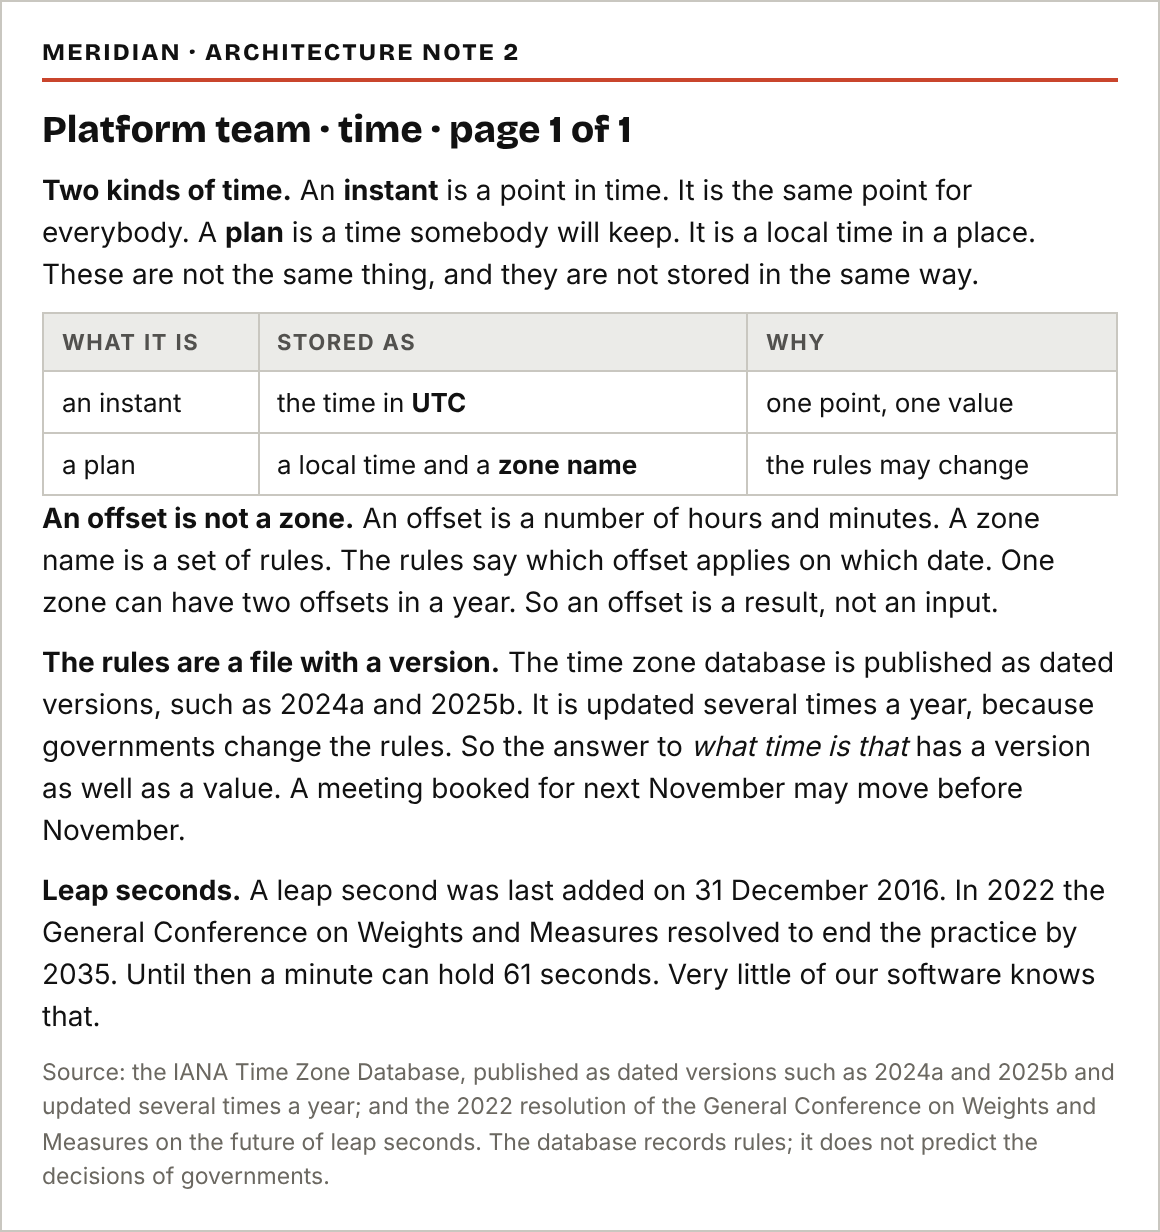 MERIDIAN · ARCHITECTURE NOTE 2
Platform team · time · page 1 of 1
Two kinds of time. An instant is a point in time. It is the same point for
everybody. A plan is a time somebody will keep. It is a local time in a place.
These are not the same thing, and they are not stored in the same way.
WHAT IT IS STORED AS WHY
an instant the time in UTC one point, one value
a plan a local time and a zone name the rules may change
An offset is not a zone. An offset is a number of hours and minutes. A zone
name is a set of rules. The rules say which offset applies on which date. One
zone can have two offsets in a year. So an offset is a result, not an input.
The rules are a file with a version. The time zone database is published as dated
versions, such as 2024a and 2025b. It is updated several times a year, because
governments change the rules. So the answer to what time is that has a version
as well as a value. A meeting booked for next November may move before
November.
Leap seconds. A leap second was last added on 31 December 2016. In 2022 the
General Conference on Weights and Measures resolved to end the practice by
2035. Until then a minute can hold 61 seconds. Very little of our software knows
that.
Source: the IANA Time Zone Database, published as dated versions such as 2024a and 2025b and
updated several times a year; and the 2022 resolution of the General Conference on Weights and
Measures on the future of leap seconds. The database records rules; it does not predict the
decisions of governments.